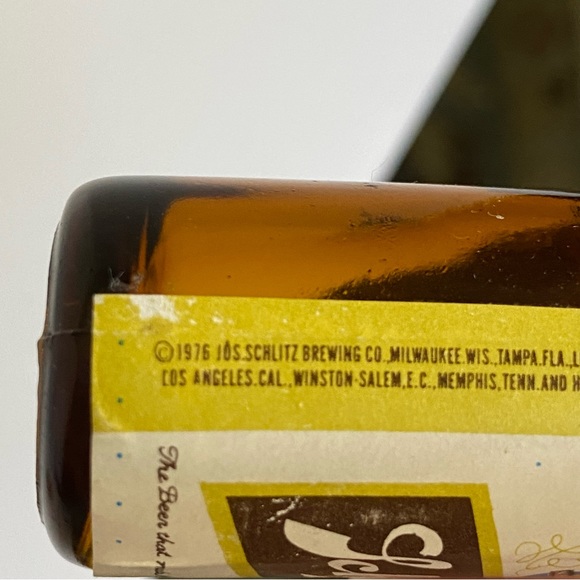 ©1976 JOS.SCHLITZ BREWING CO.,MILWAUKEE.WIS.,TAMPA.FLA.,L
LOS ANGELES.CAL.,WINSTON-SALEM,E.C.,MEMPHIS,TENN.AND H
The Beer that
Sch